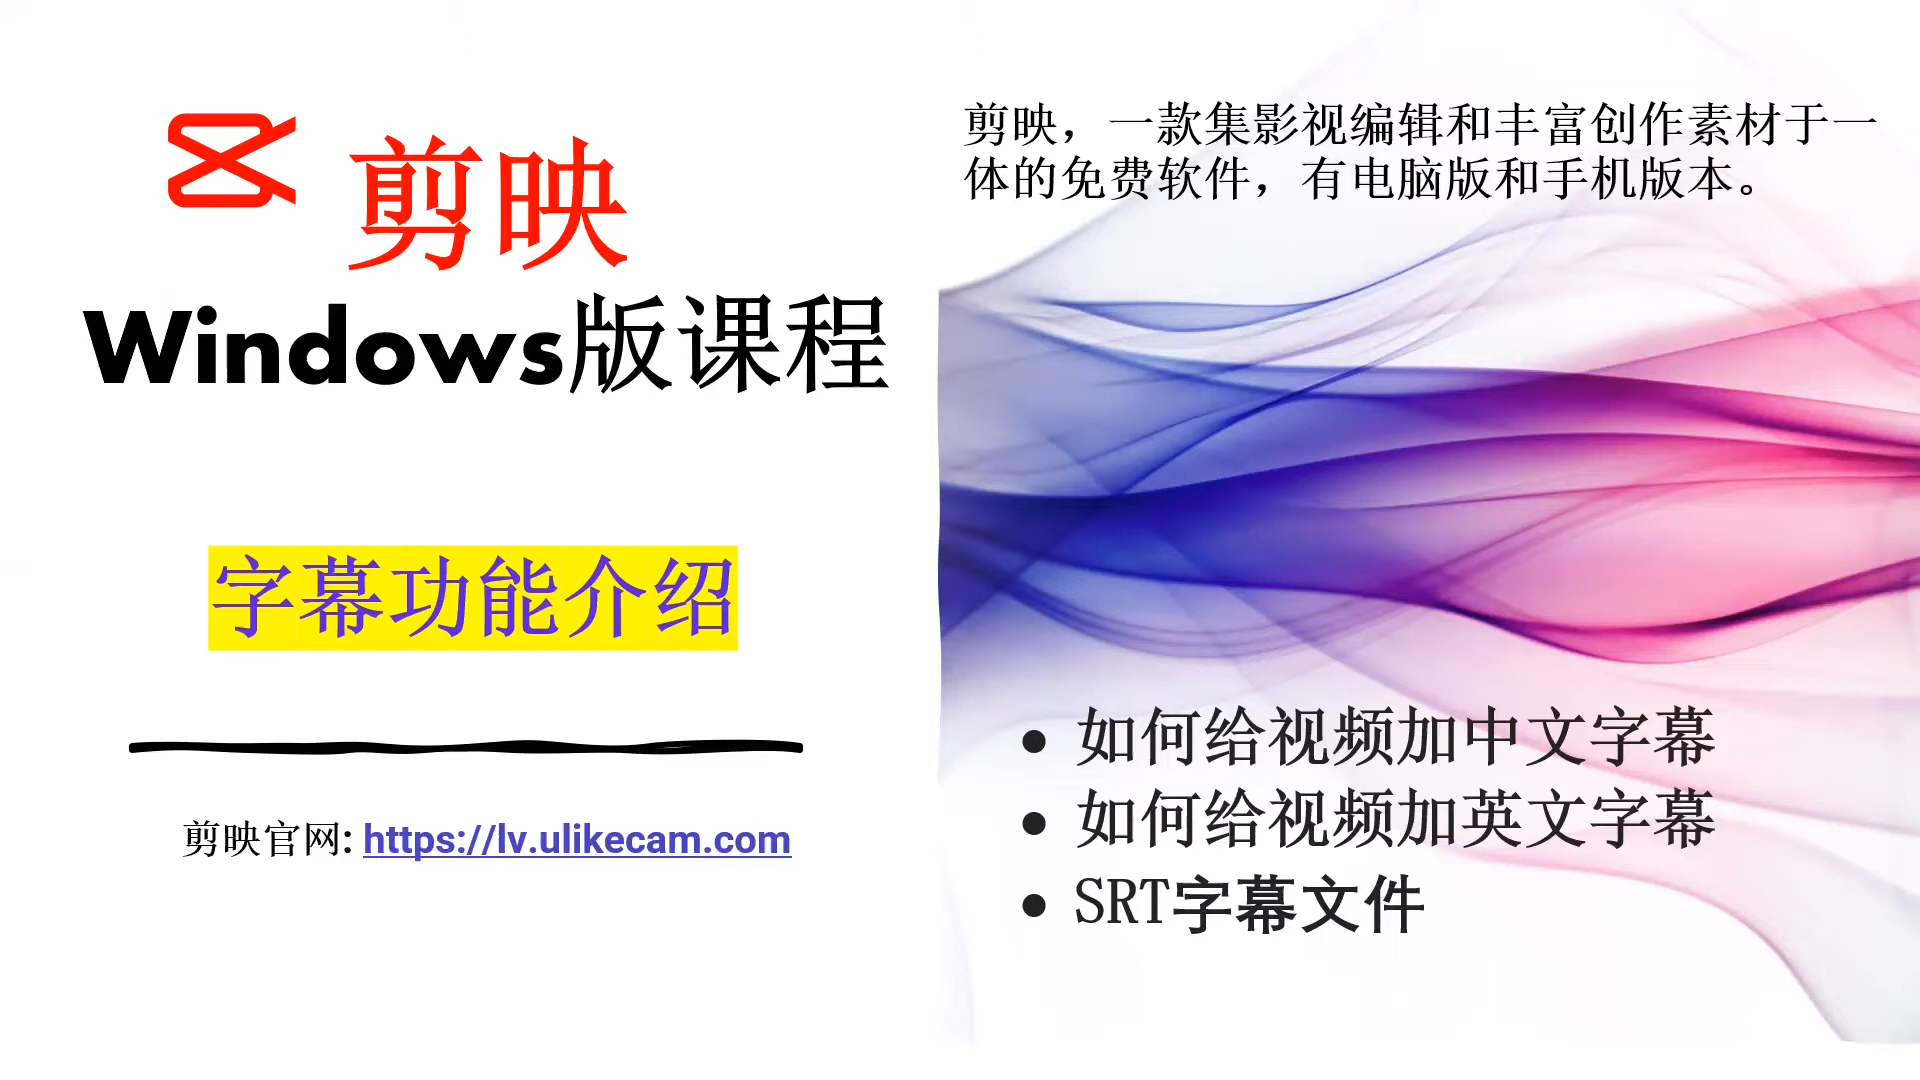 剪映
Windows版课程
字幕功能介绍
剪映官网: https://lv.ulikecam.com
剪映，一款集影视编辑和丰富创作素材于一
体的免费软件，有电脑版和手机版本。
• 如何给视频加中文字幕
• 如何给视频加英文字幕
• SRT字幕文件